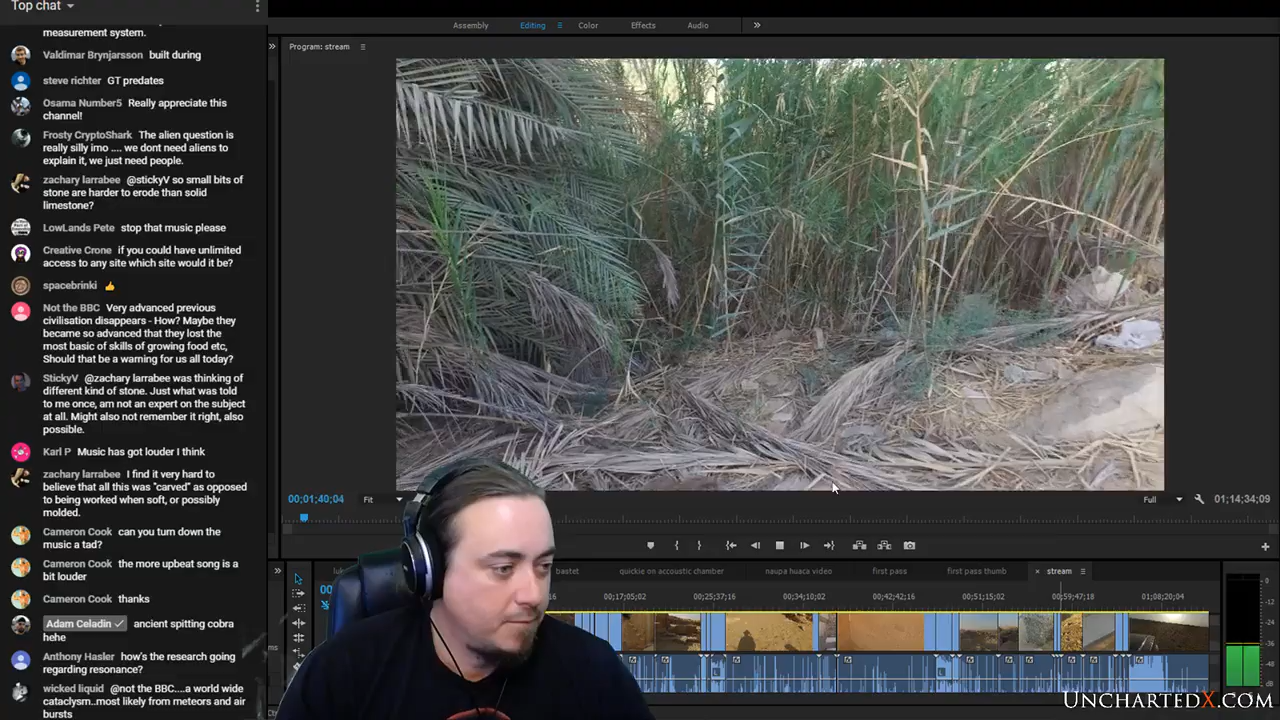 Top chat
measurement system.
Valdimar Brynjarsson built during
steve richter GT predates
Osama Number5 Really appreciate this
channel!
Frosty CryptoShark The alien question is
really silly imo .... we dont need aliens to
explain it, we just need people.
zachary larrabee @stickyV so small bits of
stone are harder to erode than solid
limestone?
LowLands Pete stop that music please
Creative Crone if you could have unlimited
access to any site which site would it be?
spacebrinki 👍
Not the BBC Very advanced previous
civilisation disappears - How? Maybe they
became so advanced that they lost the
most basic of skills of growing food etc,
Should that be a warning for us all today?
StickyV @zachary larrabee was thinking of
different kind of stone. Just what was told
to me once, am not an expert on the subject
at all. Might also not remember it right, also
possible.
Karl P Music has got louder I think
zachary larrabee I find it very hard to
believe that all this was "carved" as opposed
to being worked when soft, or possibly
molded.
Cameron Cook can you turn down the
music a tad?
Cameron Cook the more upbeat song is a
bit louder
Cameron Cook thanks
Adam Celadin ✓ ancient spitting cobra
hehe
Anthony Hasler how's the research going
regarding resonance?
wicked liquid @not the BBC....a world wide
cataclysm..most likely from meteors and air
bursts
Assembly Editing Color Effects Audio
Program: stream
00;01;40;04 Fit Full 01;14;34;09
bastet quickie on accoustic chamber naupa huaca video first pass first pass thumb × stream
00;17;05;02 00;25;37;16 00;34;10;02 00;42;42;16 00;51;15;02 00;59;47;18 01;08;20;04
UNCHARTEDX.COM